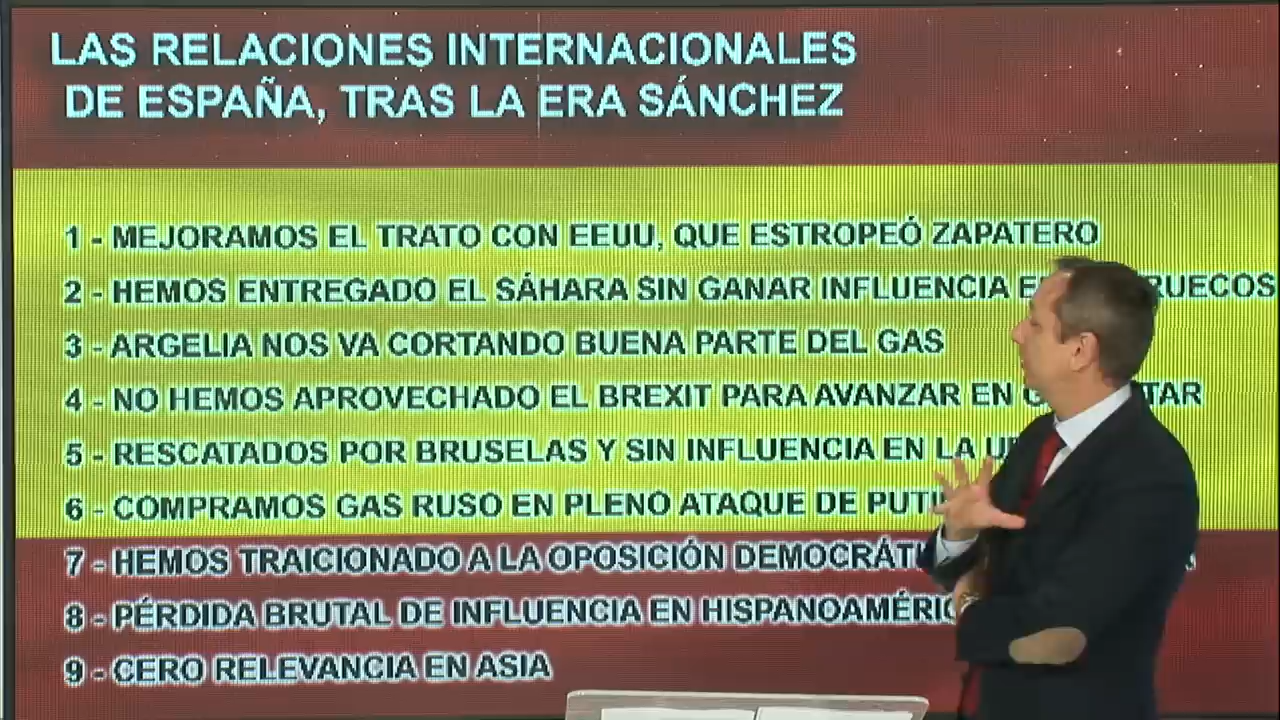 LAS RELACIONES INTERNACIONALES
DE ESPAÑA, TRAS LA ERA SÁNCHEZ
1 - MEJORAMOS EL TRATO CON EEUU, QUE ESTROPEÓ ZAPATERO
2 - HEMOS ENTREGADO EL SÁHARA SIN GANAR INFLUENCIA
3 - ARGELIA NOS VA CORTANDO BUENA PARTE DEL GAS
4 - NO HEMOS APROVECHADO EL BREXIT PARA AVANZAR EN
5 - RESCATADOS POR BRUSELAS Y SIN INFLUENCIA EN LA
6 - COMPRAMOS GAS RUSO EN PLENO ATAQUE DE
7 - HEMOS TRAICIONADO A LA OPOSICIÓN
8 - PÉRDIDA BRUTAL DE INFLUENCIA EN
9 - CERO RELEVANCIA EN ASIA